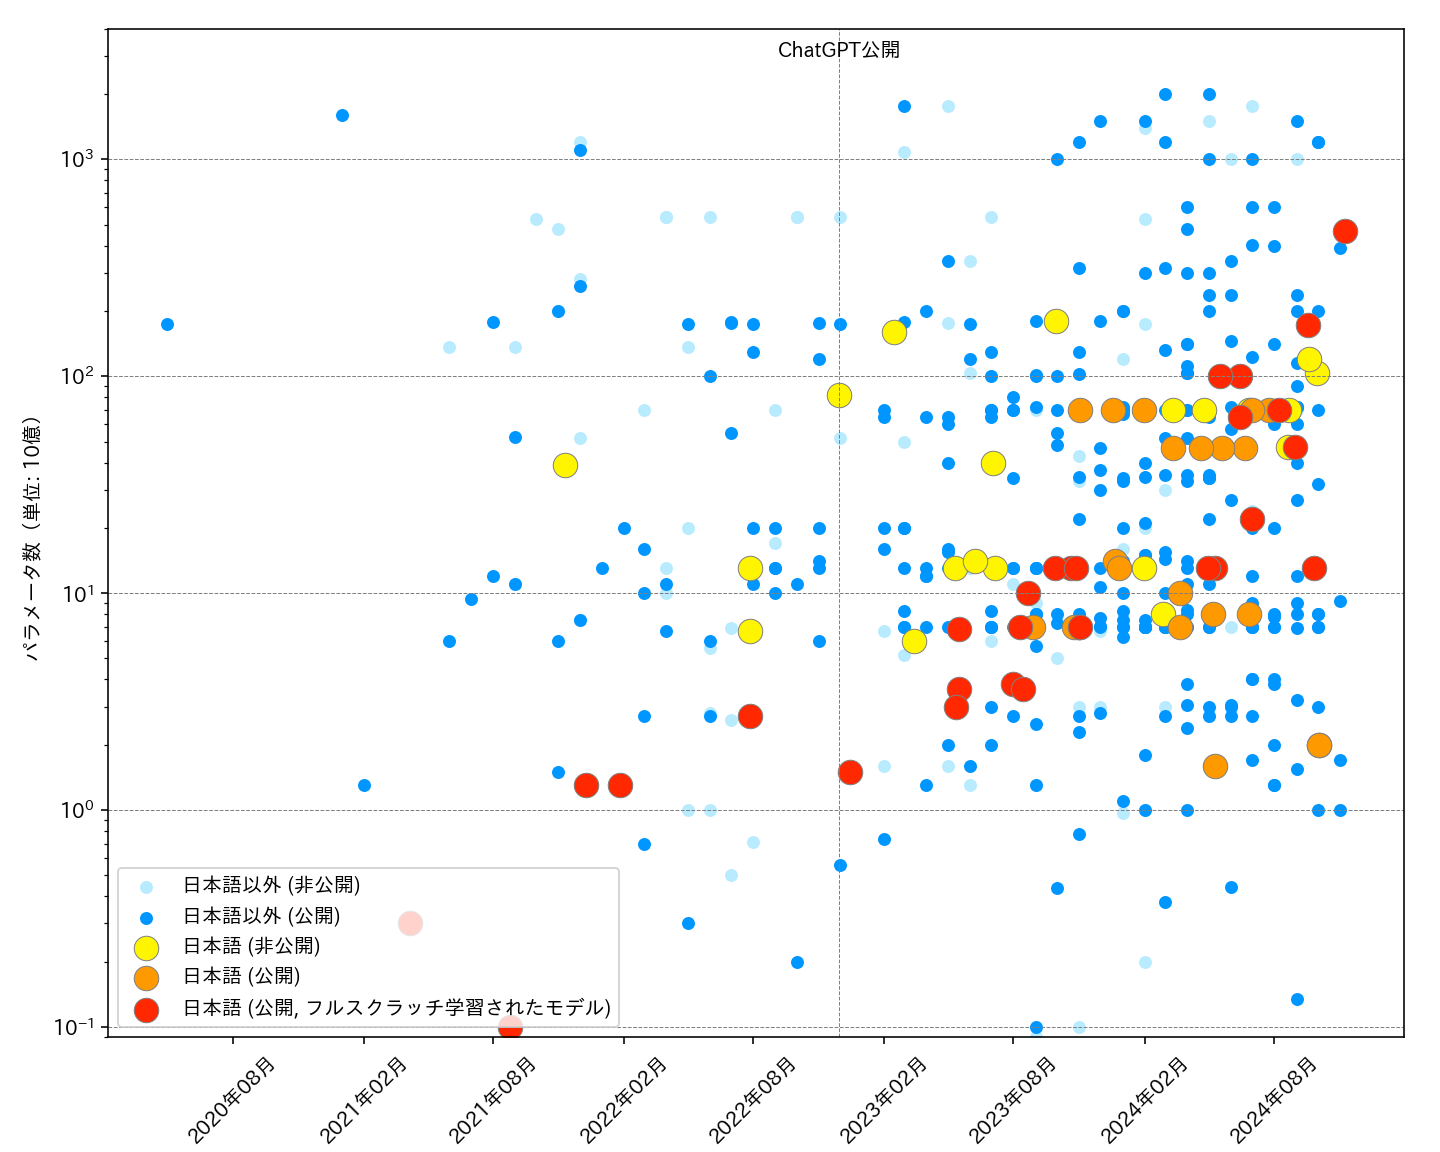 ChatGPT公開
パラメータ数 (単位: 10億)
10³
10²
10¹
10⁰
10⁻¹
日本語以外 (非公開)
日本語以外 (公開)
日本語 (非公開)
日本語 (公開)
日本語 (公開, フルスクラッチ学習されたモデル)
2020年08月
2021年02月
2021年08月
2022年02月
2022年08月
2023年02月
2023年08月
2024年02月
2024年08月